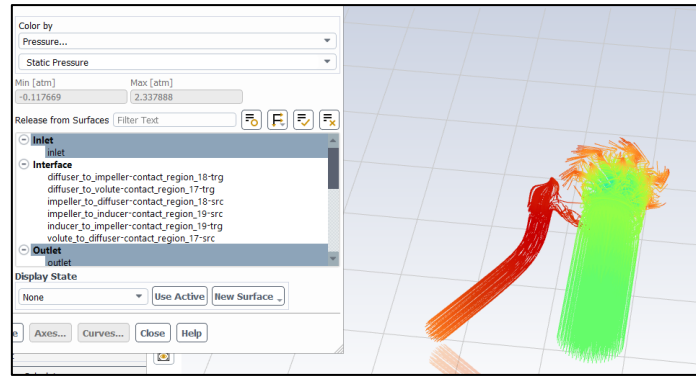 Color by
Pressure...
Static Pressure
Min [atm] Max [atm]
-0.117669 2.337888
Release from Surfaces Filter Text
Inlet
inlet
Interface
diffuser_to_impeller-contact_region_18-trg
diffuser_to_volute-contact_region_17-trg
impeller_to_diffuser-contact_region_18-src
impeller_to_inducer-contact_region_19-src
inducer_to_impeller-contact_region_19-trg
volute_to_diffuser-contact_region_17-src
Outlet
outlet
Display State
None Use Active New Surface
Axes... Curves... Close Help